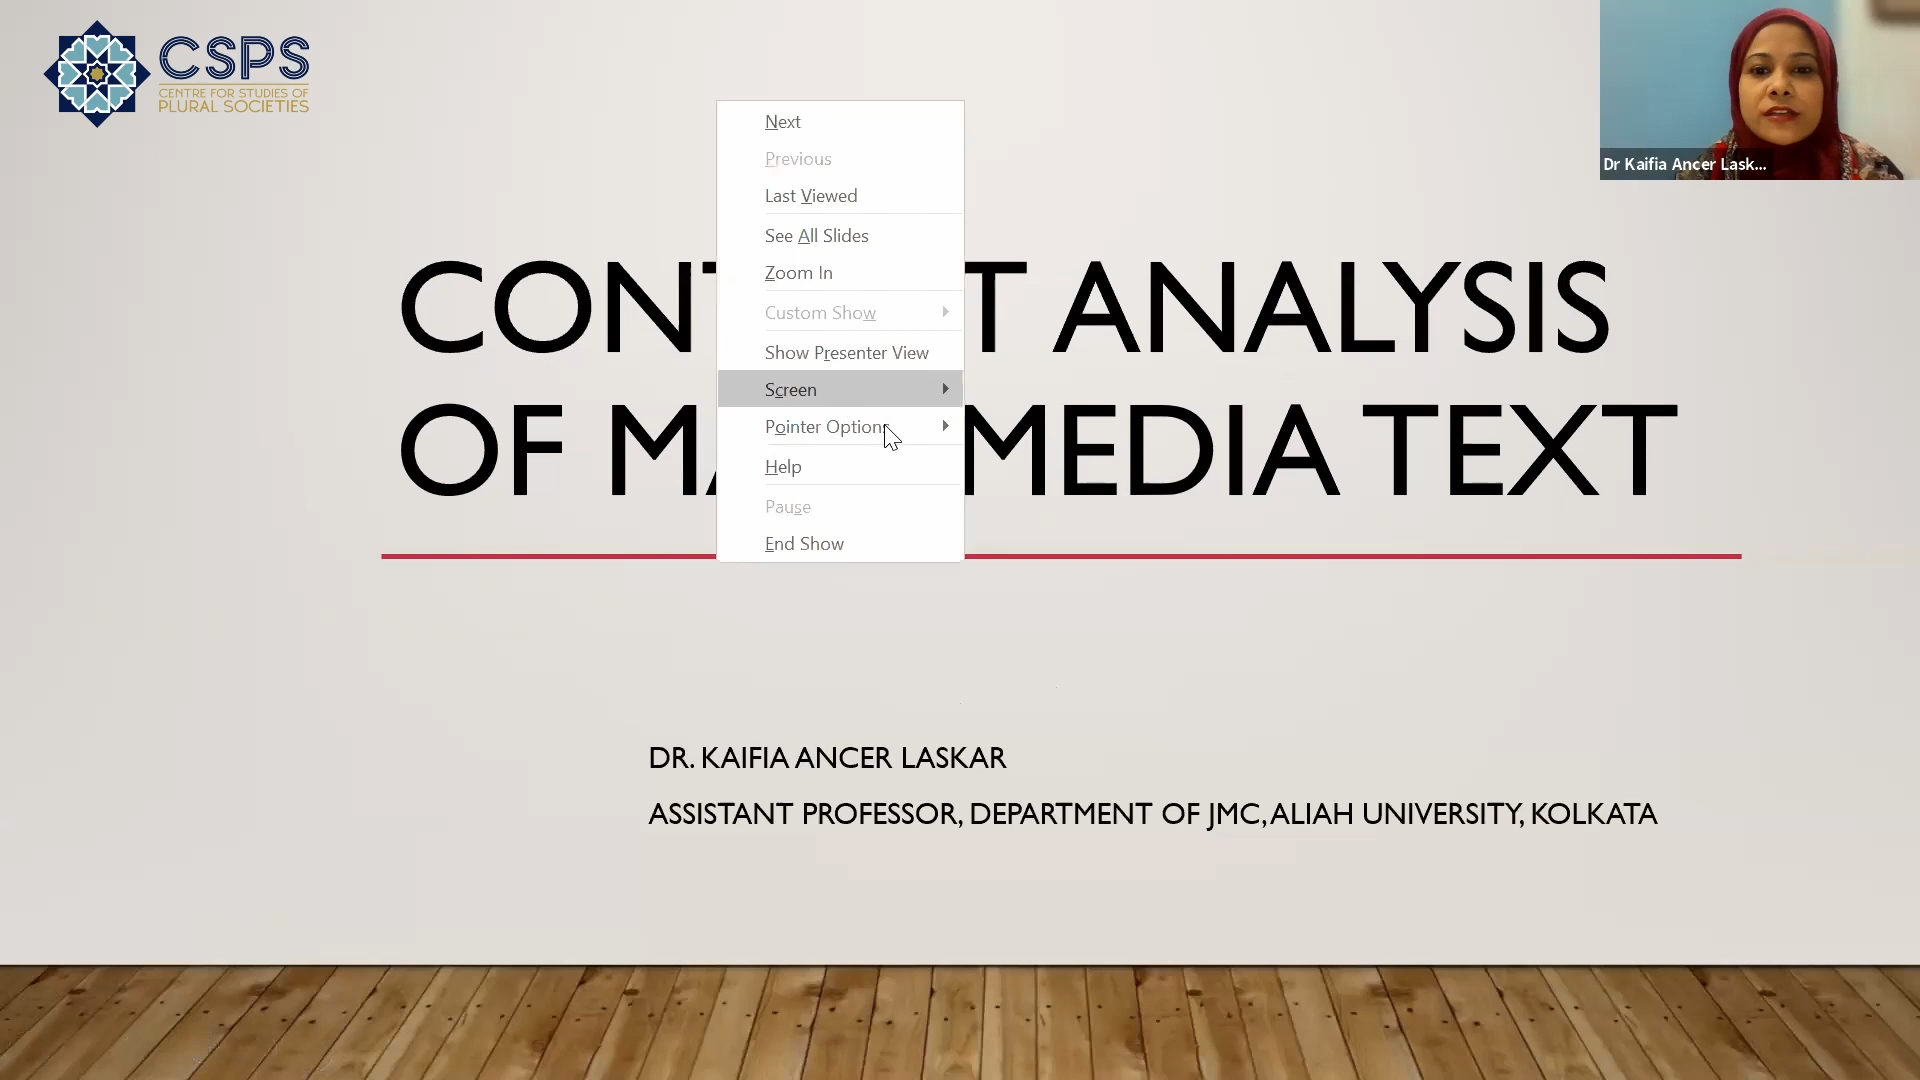 CSPS
CENTRE FOR STUDIES OF
PLURAL SOCIETIES
Dr Kaifia Ancer Lask...
Next
Previous
Last Viewed
See All Slides
Zoom In
Custom Show
Show Presenter View
Screen
Pointer Options
Help
Pause
End Show
ANALYSIS
OF MEDIA TEXT
DR. KAIFIA ANCER LASKAR
ASSISTANT PROFESSOR, DEPARTMENT OF JMC, ALIAH UNIVERSITY, KOLKATA